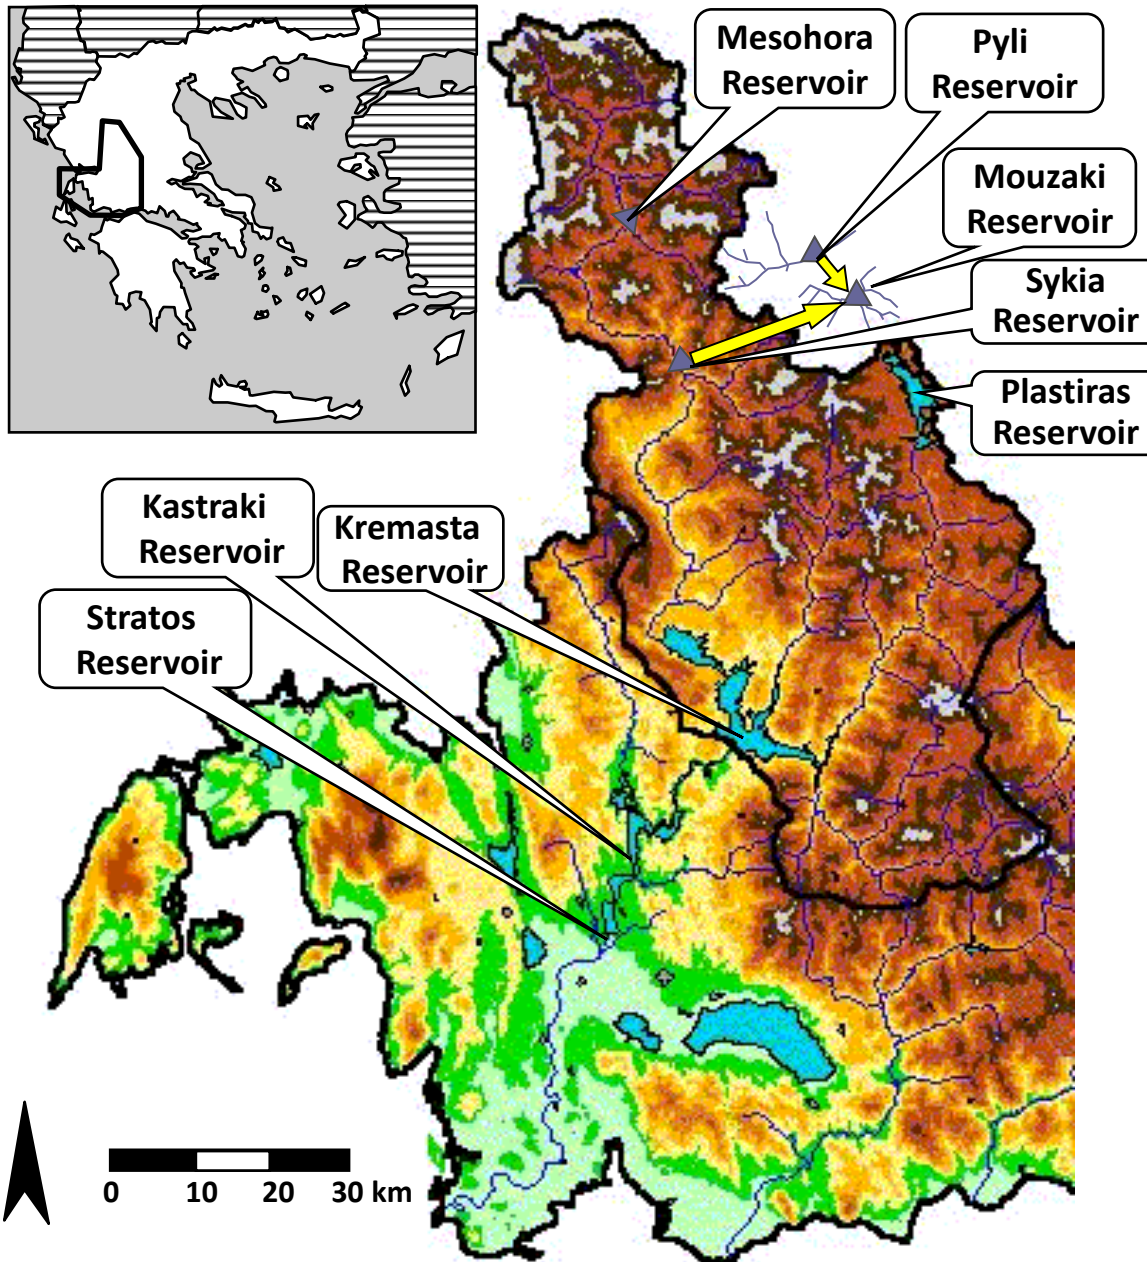 Mesohora
Reservoir
Pyli
Reservoir
Mouzaki
Reservoir
Sykia
Reservoir
Plastiras
Reservoir
Kastraki
Reservoir
Kremasta
Reservoir
Stratos
Reservoir
0 10 20 30 km